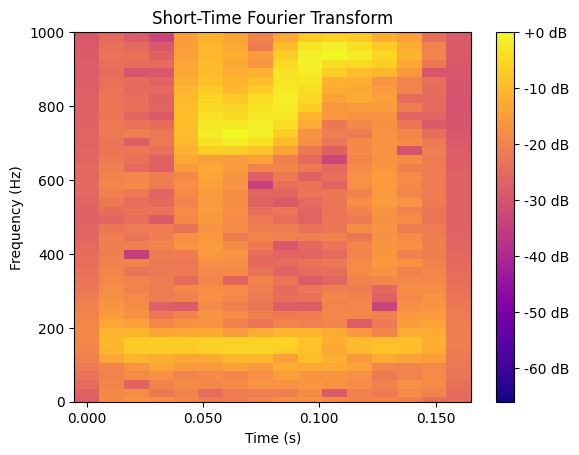 Short-Time Fourier Transform
1000
800
600
400
200
0
Frequency (Hz)
0.000
0.050
0.100
0.150
Time (s)
+0 dB
-10 dB
-20 dB
-30 dB
-40 dB
-50 dB
-60 dB